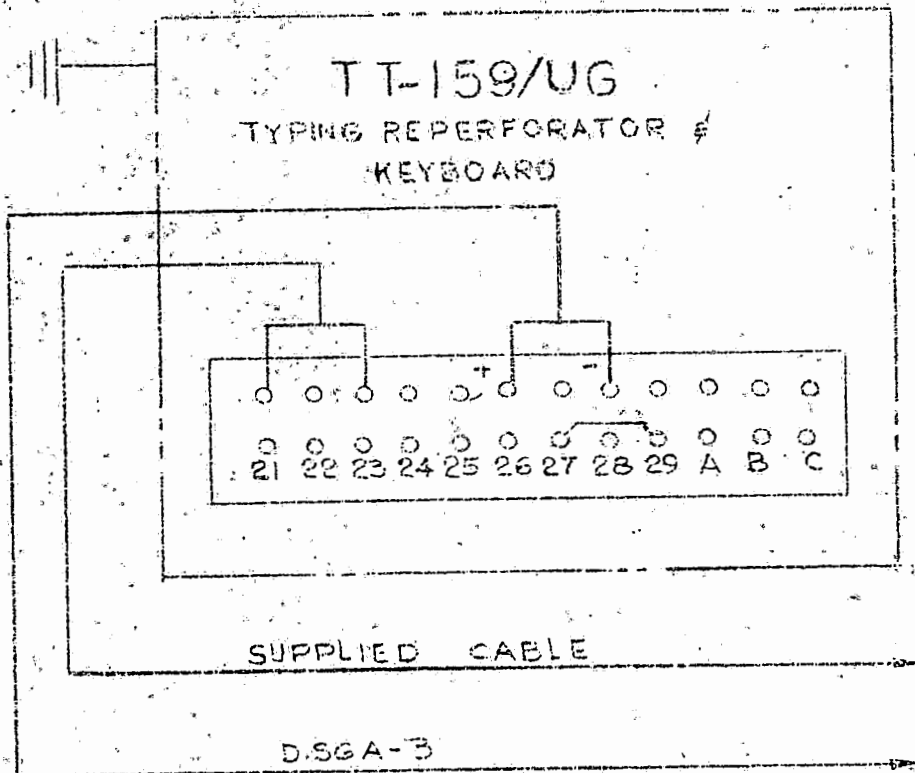 TT-159/UG
TYPING REPERFORATOR &
KEYBOARD
+ -
21 22 23 24 25 26 27 28 29 A B C
SUPPLIED CABLE
DSGA-3